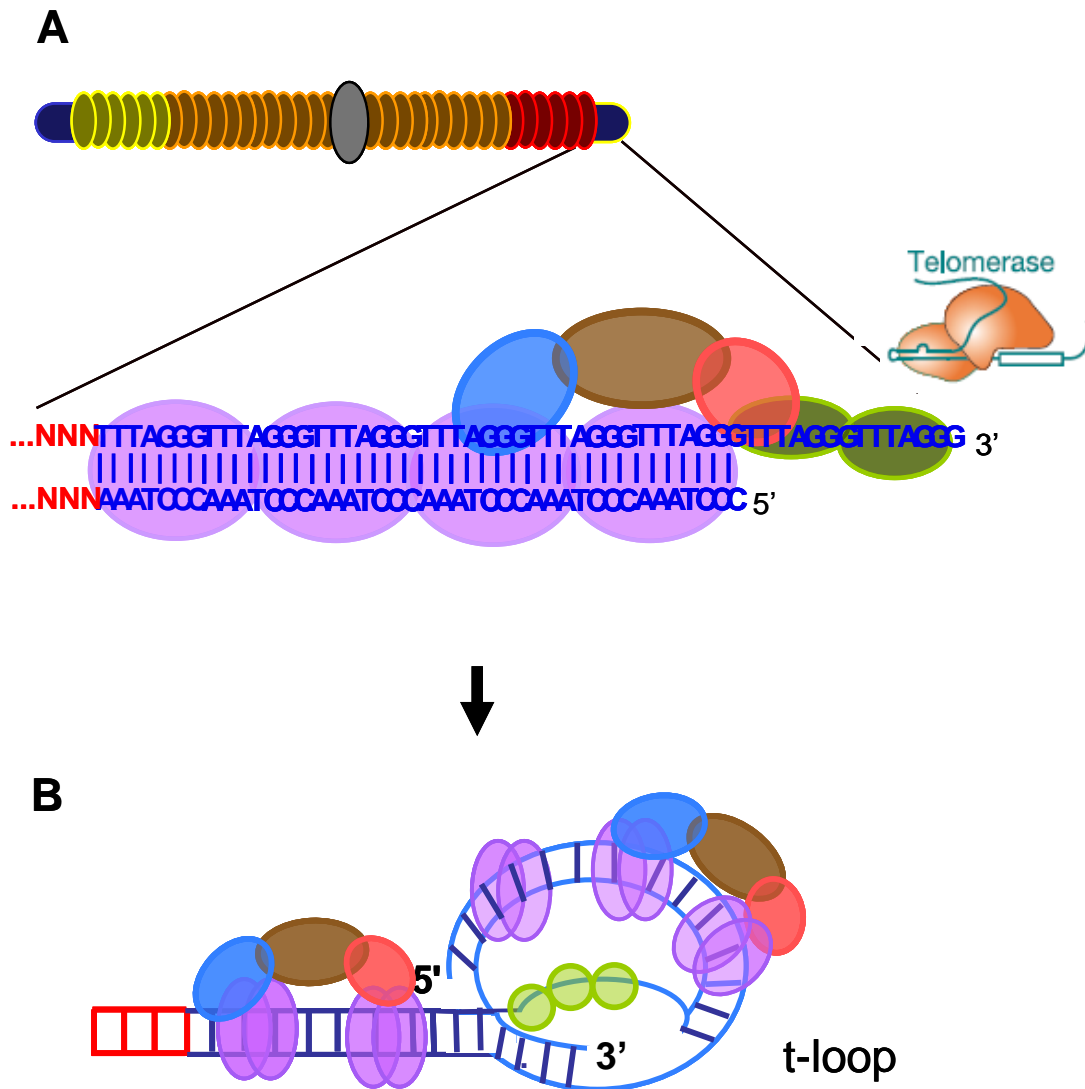 A
Telomerase
...NNNTTTAGGGTTTAGGGTTTAGGGTTTAGGGTTTAGGGTTTAGGGTTTAGGGTTTAGGG 3’
...NNNAAATCCCAAATCCCAAATCCCAAATCCCAAATCCCAAATCCC 5’
B
5'
3’
t-loop